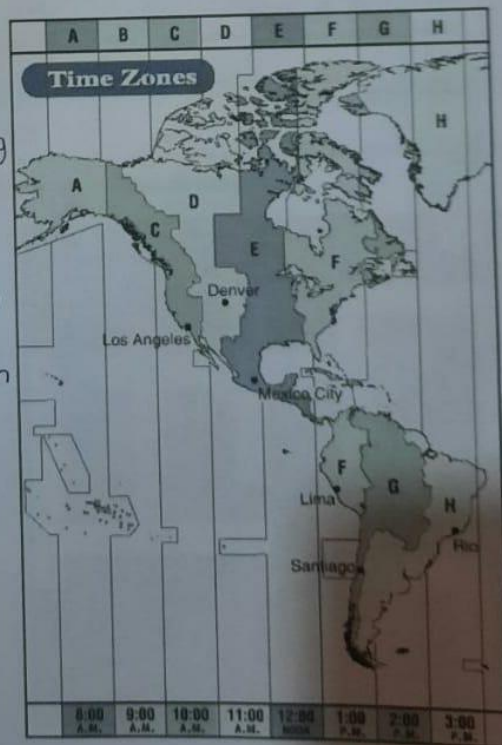 A B C D E F G H
Time Zones
H
A
D
C
E
F
Denver
Los Angeles
Mexico City
F
G
Lima
H
Rio
Santiago
8:00 9:00 10:00 11:00 12:00 1:00 2:00 3:00
A.M. A.M. A.M. A.M. NOON P.M. P.M. P.M.